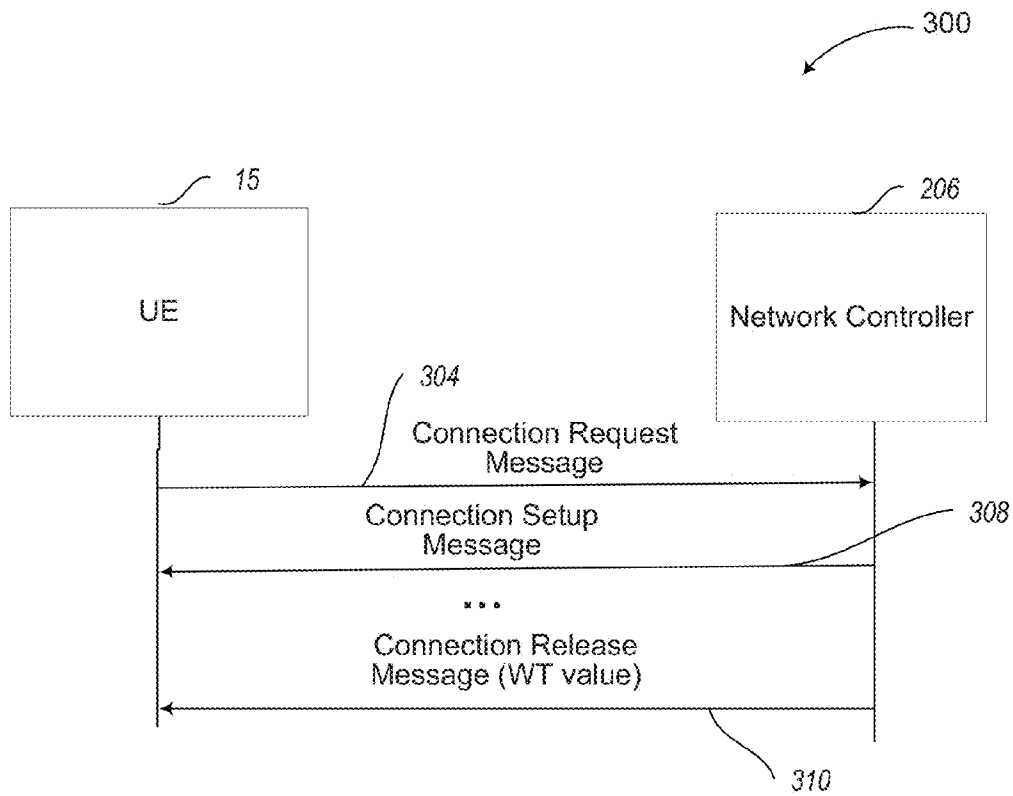 300
15
206
UE
Network Controller
304
Connection Request
Message
Connection Setup
Message
308
...
Connection Release
Message (WT value)
310